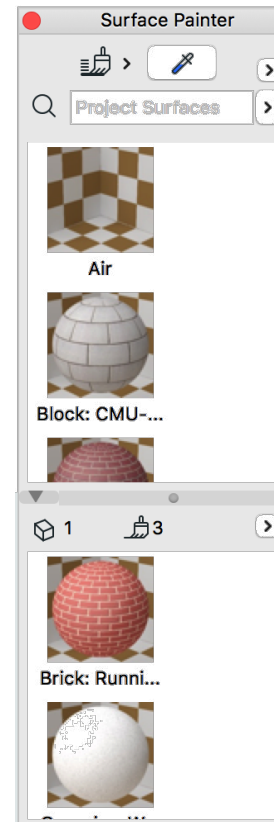 Surface Painter
Project Surfaces
Air
Block: CMU-...
1
3
Brick: Runni...